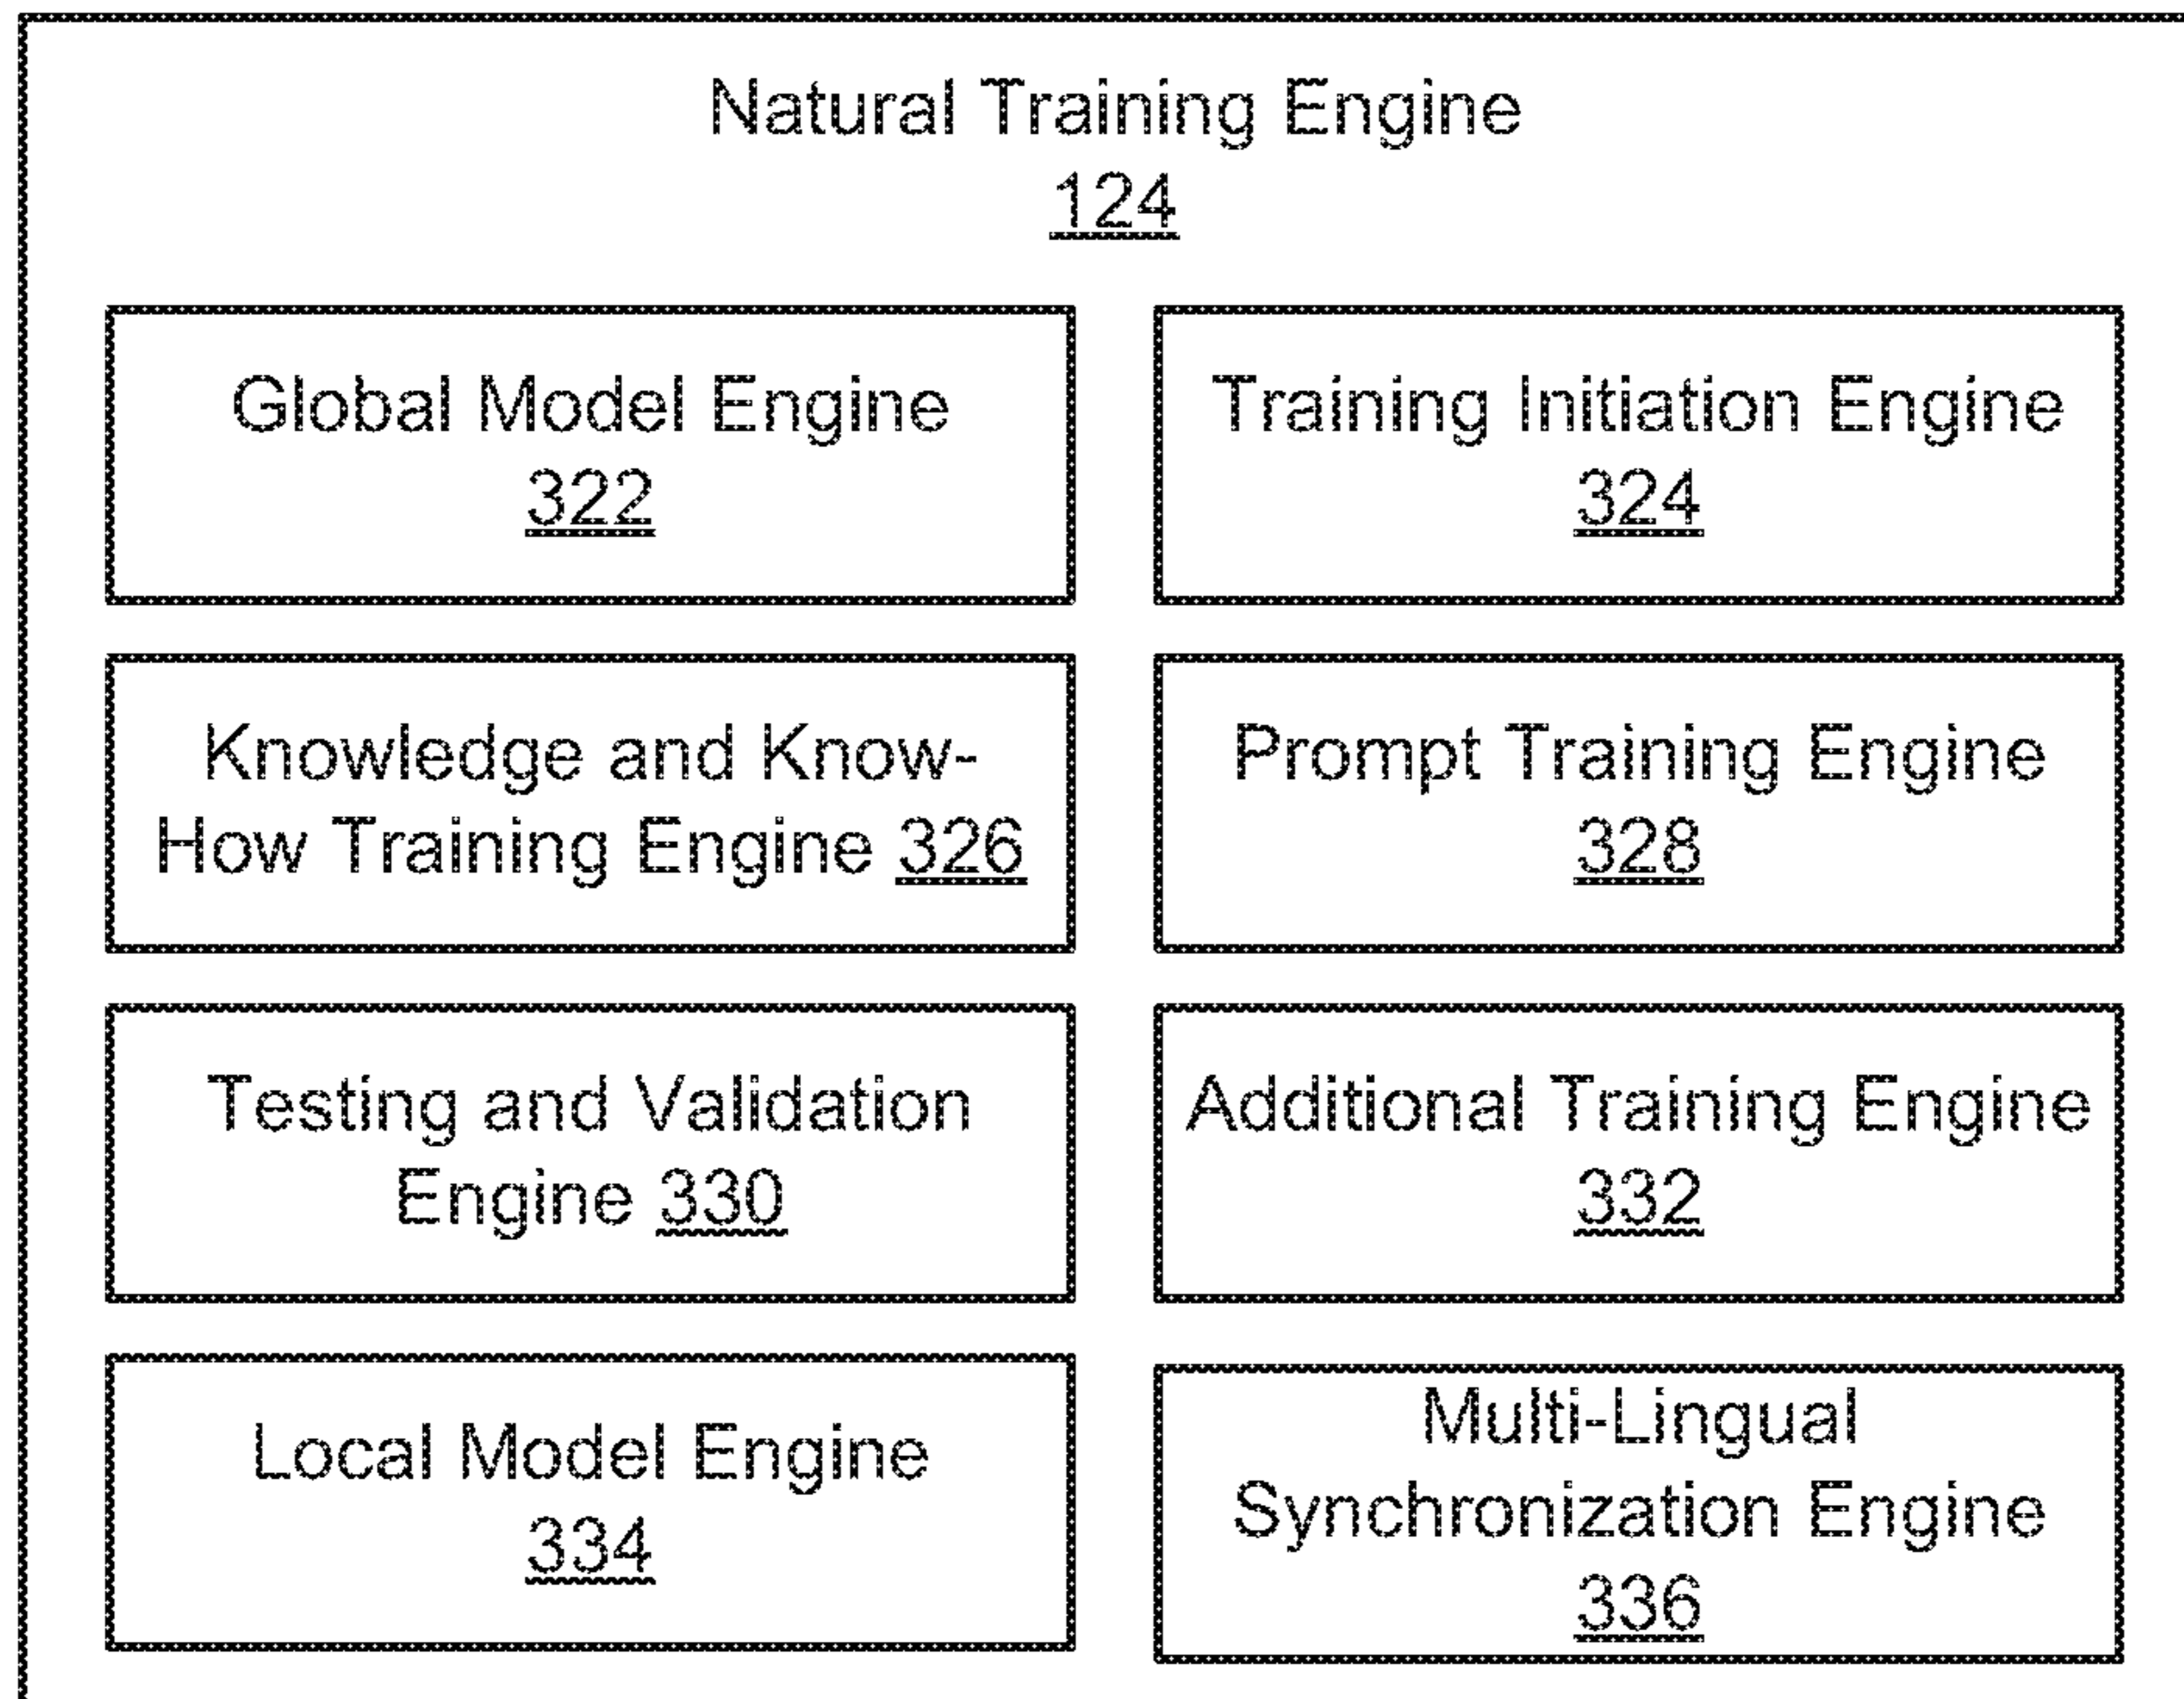 Natural Training Engine
124
Global Model Engine
322
Training Initiation Engine
324
Knowledge and Know-
How Training Engine 326
Prompt Training Engine
328
Testing and Validation
Engine 330
Additional Training Engine
332
Local Model Engine
334
Multi-Lingual
Synchronization Engine
336